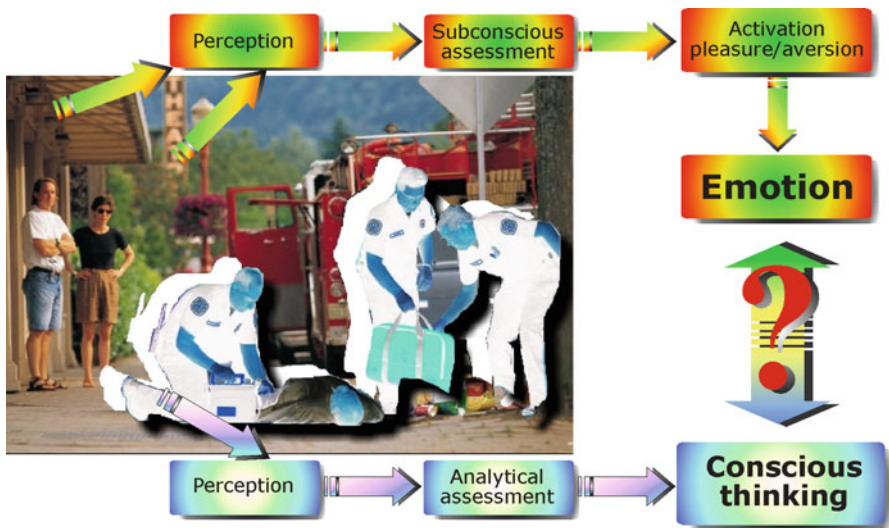 Perception
Subconscious
assessment
Activation
pleasure/aversion
Emotion
?
Perception
Analytical
assessment
Conscious
thinking